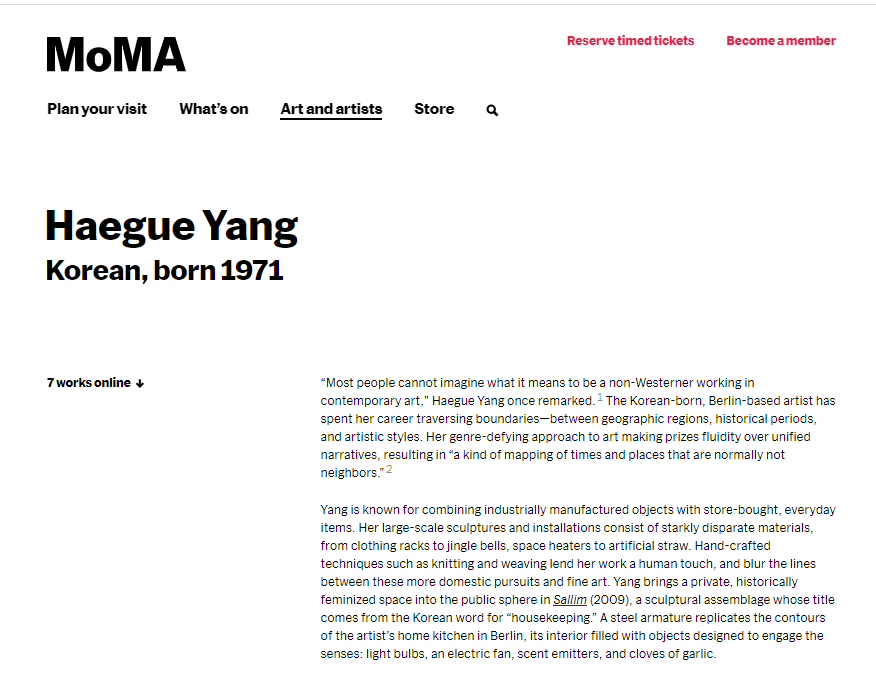 MoMA
Reserve timed tickets
Become a member
Plan your visit
What's on
Art and artists
Store
Haegue Yang
Korean, born 1971
7 works online ↓
“Most people cannot imagine what it means to be a non-Westerner working in
contemporary art,” Haegue Yang once remarked. 1 The Korean-born, Berlin-based artist has
spent her career traversing boundaries—between geographic regions, historical periods,
and artistic styles. Her genre-defying approach to art making prizes fluidity over unified
narratives, resulting in “a kind of mapping of times and places that are normally not
neighbors.” 2
Yang is known for combining industrially manufactured objects with store-bought, everyday
items. Her large-scale sculptures and installations consist of starkly disparate materials,
from clothing racks to jingle bells, space heaters to artificial straw. Hand-crafted
techniques such as knitting and weaving lend her work a human touch, and blur the lines
between these more domestic pursuits and fine art. Yang brings a private, historically
feminized space into the public sphere in Sallim (2009), a sculptural assemblage whose title
comes from the Korean word for “housekeeping.” A steel armature replicates the contours
of the artist's home kitchen in Berlin, its interior filled with objects designed to engage the
senses: light bulbs, an electric fan, scent emitters, and cloves of garlic.